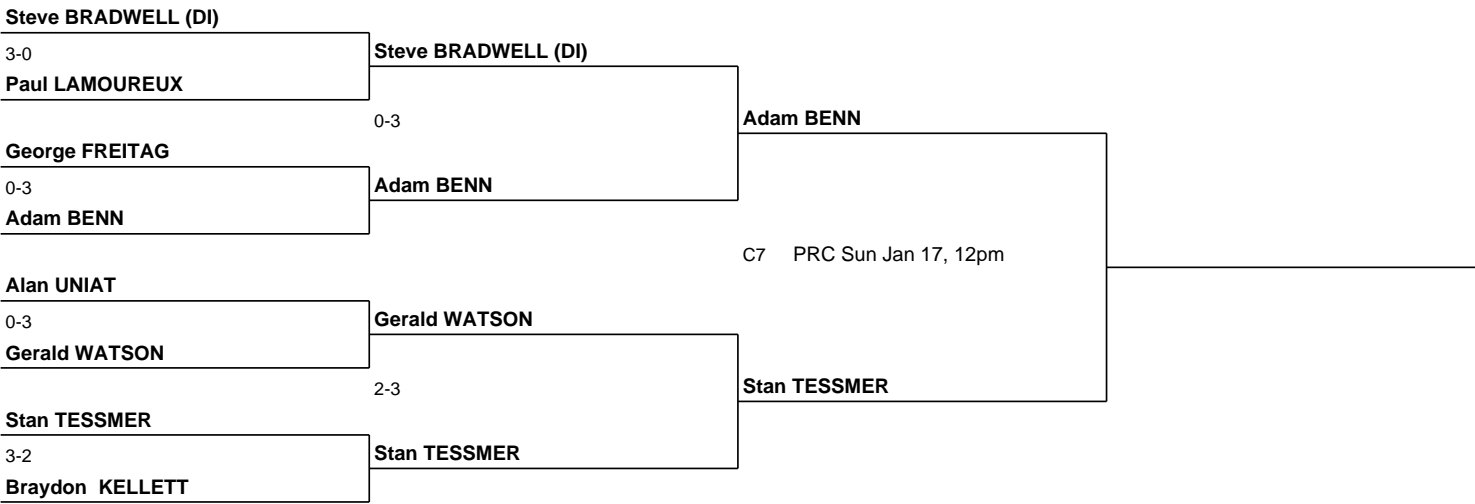 Steve BRADWELL (DI)
3-0
Steve BRADWELL (DI)
Paul LAMOUREUX
0-3
Adam BENN
George FREITAG
0-3
Adam BENN
Adam BENN
C7 PRC Sun Jan 17, 12pm
Alan UNIAT
0-3
Gerald WATSON
Gerald WATSON
2-3
Stan TESSMER
Stan TESSMER
3-2
Stan TESSMER
Braydon KELLETT